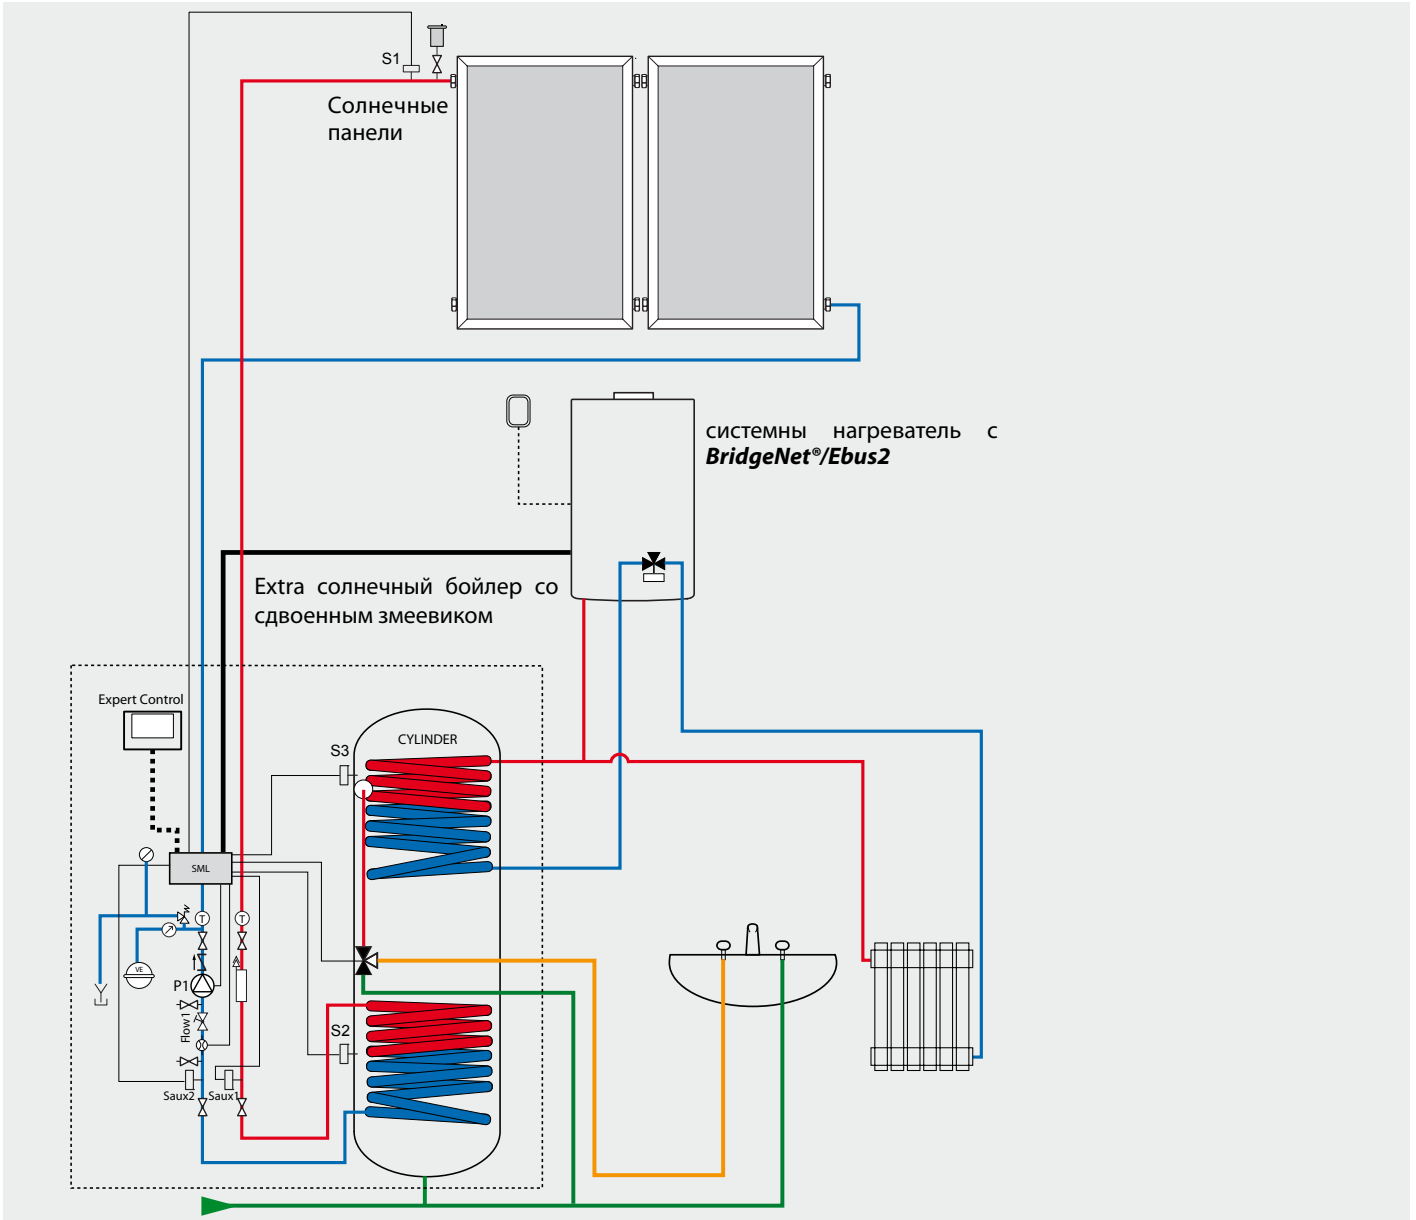 S1
Солнечные
панели
системны нагреватель с
BridgeNet®/Ebus2
Extra солнечный бойлер со
сдвоенным змеевиком
Expert Control
CYLINDER
S3
SML
T
T
VE
P1
Flow1
S2
Saux2
Saux1